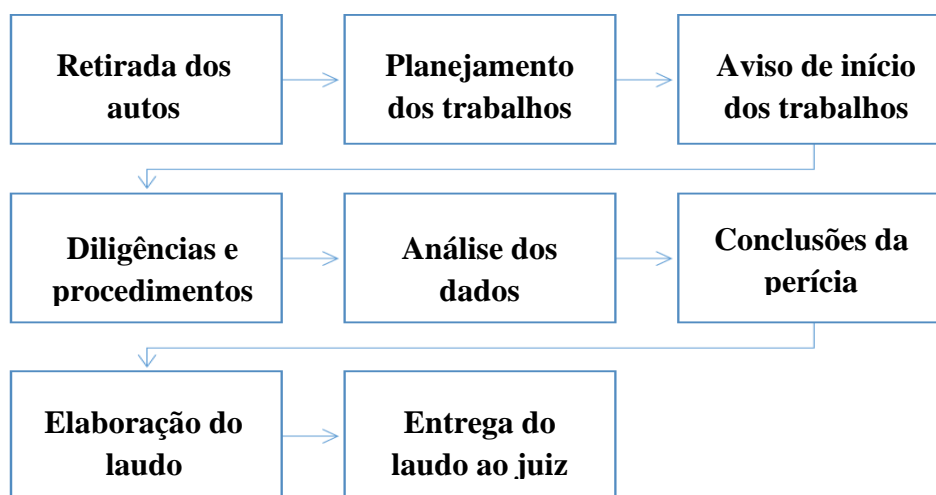 Retirada dos
autos
Planejamento
dos trabalhos
Aviso de início
dos trabalhos
Diligências e
procedimentos
Análise dos
dados
Conclusões da
perícia
Elaboração do
laudo
Entrega do
laudo ao juiz